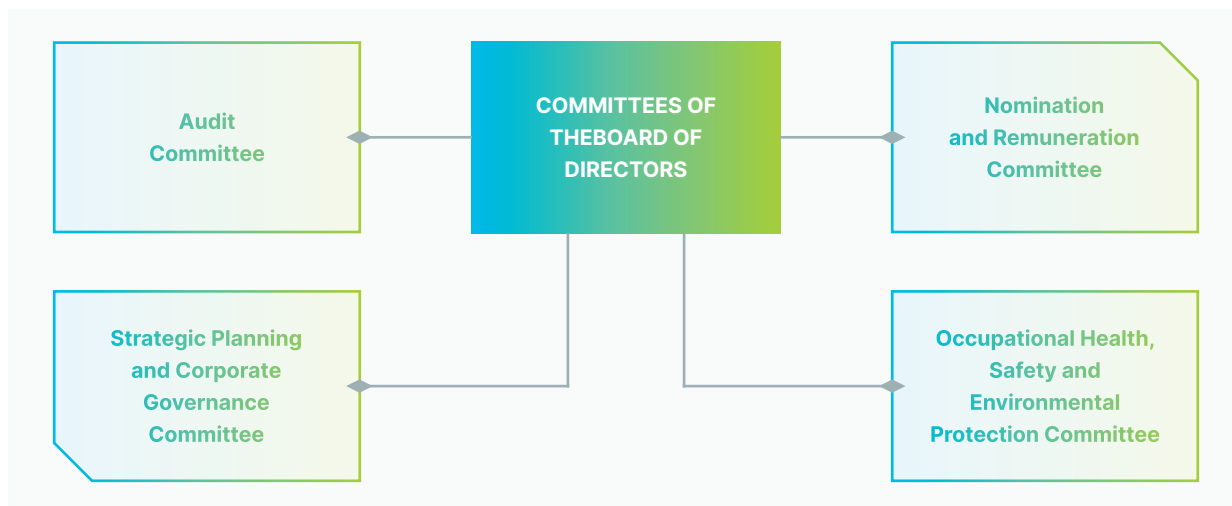 Audit
Committee
COMMITTEES OF
THEBOARD OF
DIRECTORS
Nomination
and Remuneration
Committee
Strategic Planning
and Corporate
Governance
Committee
Occupational Health,
Safety and
Environmental
Protection Committee